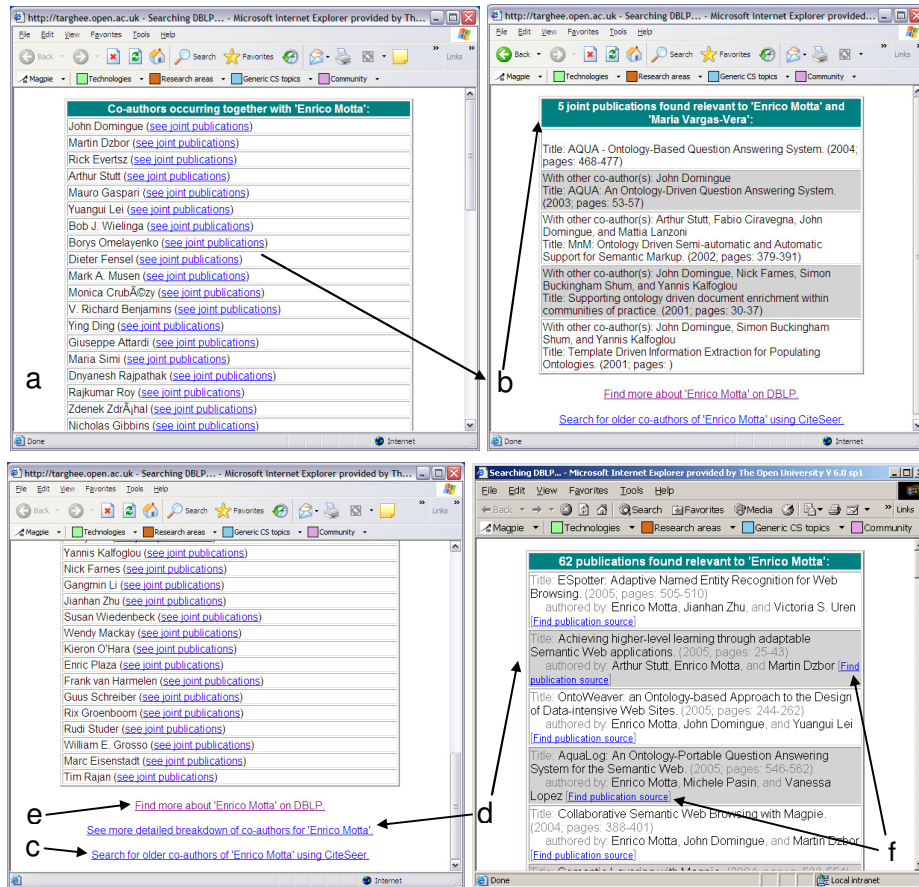 http://targhee.open.ac.uk - Searching DBLP... - Microsoft Internet Explorer provided by Th...
File Edit View Favorites Tools Help
Back Search Favorites Links
Magpie Technologies Research areas Generic CS topics Community
Co-authors occurring together with 'Enrico Motta':
John Domingue (see joint publications)
Martin Dzbor (see joint publications)
Rick Evertsz (see joint publications)
Arthur Stutt (see joint publications)
Mauro Gaspari (see joint publications)
Yuangui Lei (see joint publications)
Bob J. Wielinga (see joint publications)
Borys Omelayenko (see joint publications)
Dieter Fensel (see joint publications)
Mark A. Musen (see joint publications)
Monica CrubÃ©zy (see joint publications)
V. Richard Benjamins (see joint publications)
Ying Ding (see joint publications)
Giuseppe Attardi (see joint publications)
Maria Simi (see joint publications)
Dnyanesh Rajpathak (see joint publications)
Rajkumar Roy (see joint publications)
Zdenek ZdrÃ¡hal (see joint publications)
Nicholas Gibbins (see joint publications)
a
Done Internet
http://targhee.open.ac.uk - Searching DBLP... - Microsoft Internet Explorer provided...
File Edit View Favorites Tools Help
Back Search Favorites Links
Magpie Technologies Research areas Generic CS topics Community
5 joint publications found relevant to 'Enrico Motta' and
'Maria Vargas-Vera':
Title: AQUA - Ontology-Based Question Answering System. (2004;
pages: 468-477)
With other co-author(s): John Domingue
Title: AQUA: An Ontology-Driven Question Answering System.
(2003; pages: 53-57)
With other co-author(s): Arthur Stutt, Fabio Ciravegna, John
Domingue, and Mattia Lanzoni
Title: MnM: Ontology Driven Semi-automatic and Automatic
Support for Semantic Markup. (2002; pages: 379-391)
With other co-author(s): John Domingue, Nick Farnes, Simon
Buckingham Shum, and Yannis Kalfoglou
Title: Supporting ontology driven document enrichment within
communities of practice. (2001; pages: 30-37)
With other co-author(s): John Domingue, Simon Buckingham
Shum, and Yannis Kalfoglou
Title: Template Driven Information Extraction for Populating
Ontologies. (2001; pages: )
b
Find more about 'Enrico Motta' on DBLP.
Search for older co-authors of 'Enrico Motta' using CiteSeer.
Done Internet
http://targhee.open.ac.uk - Searching DBLP... - Microsoft Internet Explorer provided by Th...
File Edit View Favorites Tools Help
Back Search Favorites Links
Magpie Technologies Research areas Generic CS topics Community
Yannis Kalfoglou (see joint publications)
Nick Farnes (see joint publications)
Gangmin Li (see joint publications)
Jianhan Zhu (see joint publications)
Susan Wiedenbeck (see joint publications)
Wendy Mackay (see joint publications)
Kieron O'Hara (see joint publications)
Enric Plaza (see joint publications)
Frank van Harmelen (see joint publications)
Guus Schreiber (see joint publications)
Rix Groenboom (see joint publications)
Rudi Studer (see joint publications)
William E. Grosso (see joint publications)
Marc Eisenstadt (see joint publications)
Tim Rajan (see joint publications)
e
Find more about 'Enrico Motta' on DBLP.
See more detailed breakdown of co-authors for 'Enrico Motta'.
c
Search for older co-authors of 'Enrico Motta' using CiteSeer.
Internet
Searching DBLP... - Microsoft Internet Explorer provided by The Open University V 6.0 sp1
File Edit View Favorites Tools Help
Back Search Favorites Media Links
Magpie Technologies Research areas Generic CS topics Community
62 publications found relevant to 'Enrico Motta':
Title: ESpotter: Adaptive Named Entity Recognition for Web
Browsing. (2005; pages: 505-510)
authored by: Enrico Motta, Jianhan Zhu, and Victoria S. Uren
[Find publication source]
Title: Achieving higher-level learning through adaptable
Semantic Web applications. (2005; pages: 25-43)
authored by: Arthur Stutt, Enrico Motta, and Martin Dzbor [Find
publication source]
Title: OntoWeaver: an Ontology-based Approach to the Design
of Data-intensive Web Sites. (2005; pages: 244-262)
authored by: Enrico Motta, John Domingue, and Yuangui Lei
[Find publication source]
Title: AquaLog: An Ontology-Portable Question Answering
System for the Semantic Web. (2005; pages: 546-562)
authored by: Enrico Motta, Michele Pasin, and Vanessa
Lopez [Find publication source]
d
Title: Collaborative Semantic Web Browsing with Magpie.
(2004; pages: 388-401)
authored by: Enrico Motta, John Domingue, and Martin Dzbor
[Find publication source]
f
Done Local intranet